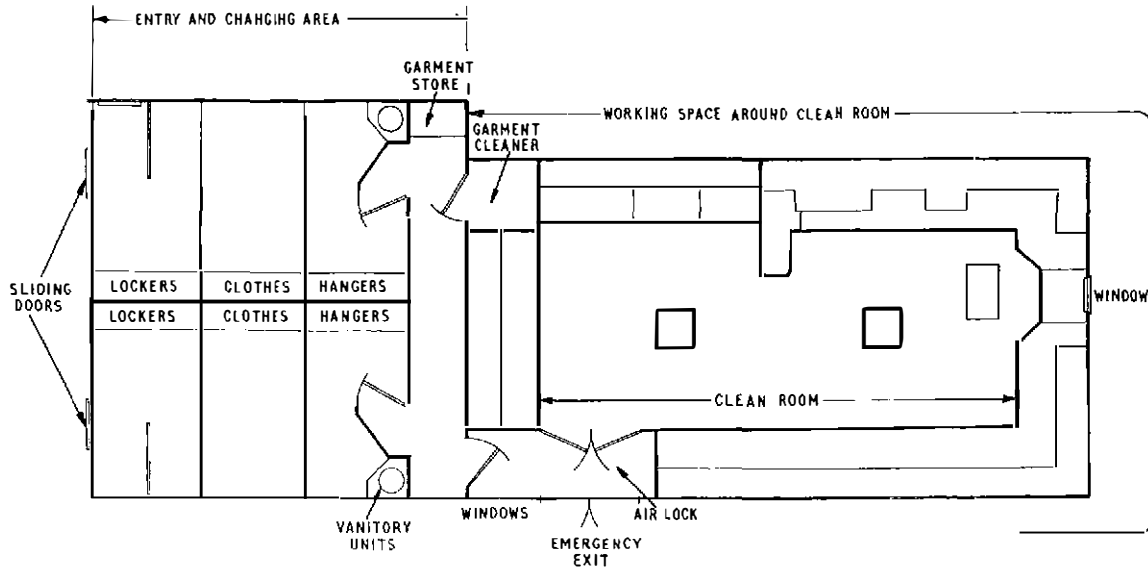 ENTRY AND CHANGING AREA
GARMENT
STORE
WORKING SPACE AROUND CLEAN ROOM
GARMENT
CLEANER
SLIDING
DOORS
LOCKERS
CLOTHES
HANGERS
LOCKERS
CLOTHES
HANGERS
WINDOW
CLEAN ROOM
VANITORY
UNITS
WINDOWS
AIR LOCK
EMERGENCY
EXIT